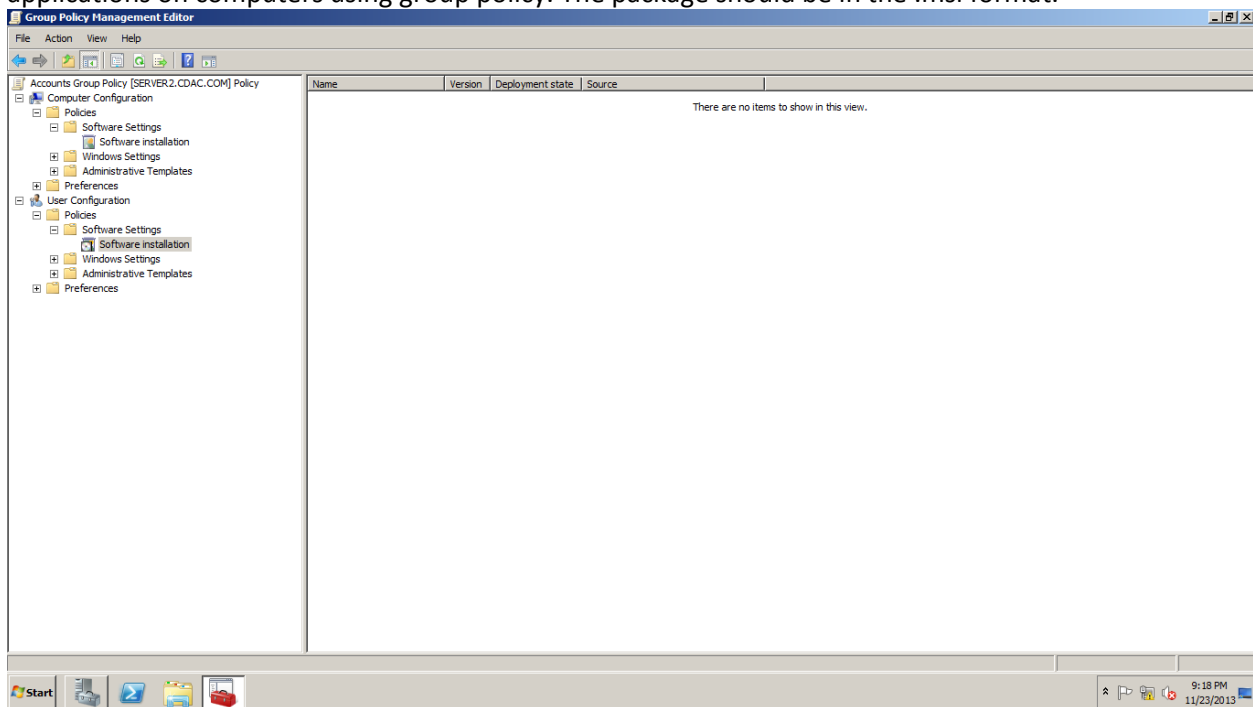 applications on computers using group policy. The package should be in the .msi format.
Group Policy Management Editor
File Action View Help
Accounts Group Policy [SERVER2.CDAC.COM] Policy
Computer Configuration
Policies
Software Settings
Software installation
Windows Settings
Administrative Templates
Preferences
User Configuration
Policies
Software Settings
Software installation
Windows Settings
Administrative Templates
Preferences
Name Version Deployment state Source
There are no items to show in this view.
Start
9:18 PM
11/23/2013